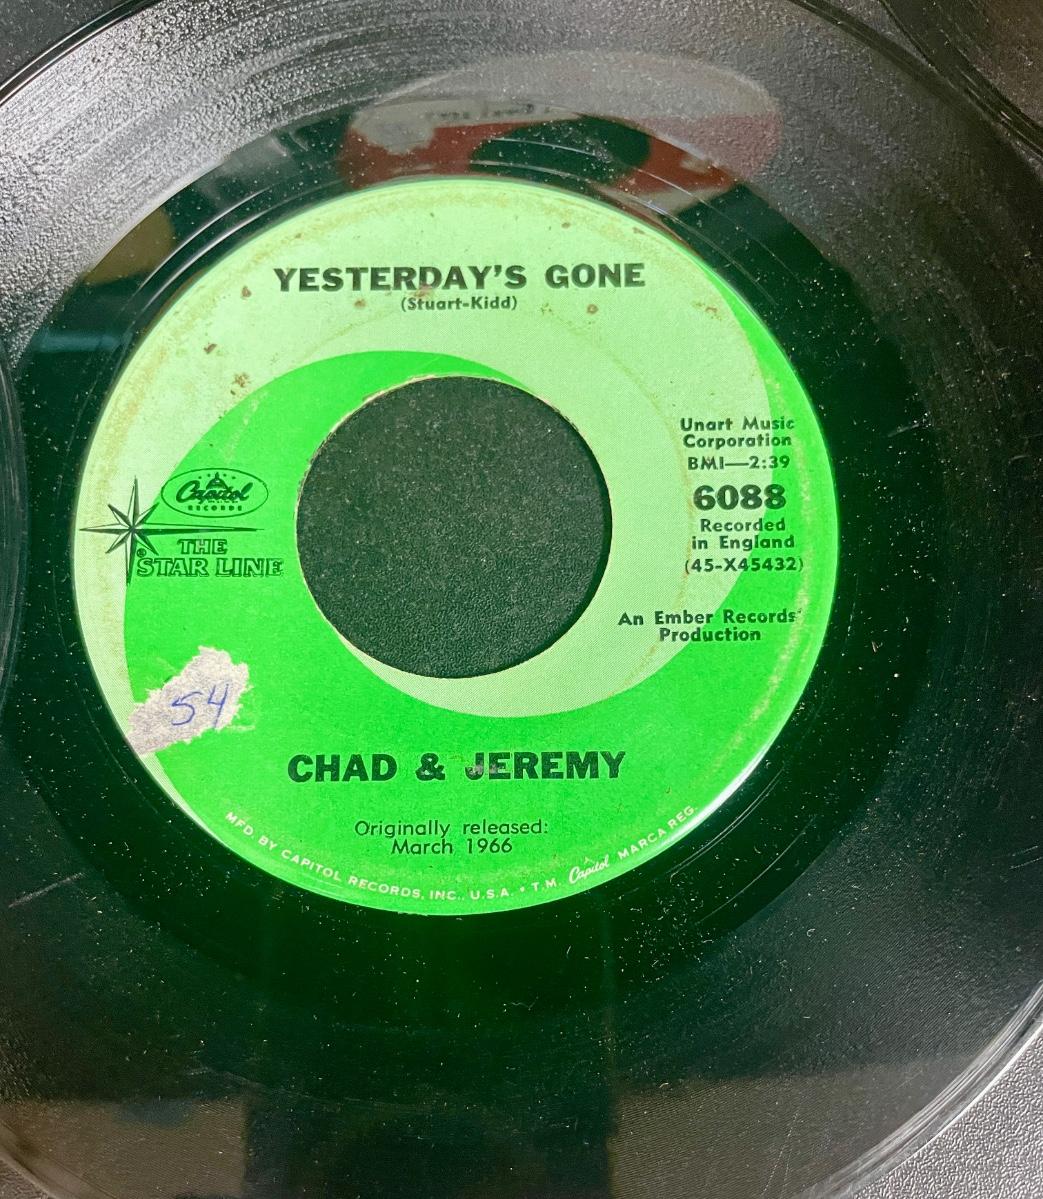 YESTERDAY'S GONE
(Stuart-Kidd)
Unart Music
Corporation
BMI—2:39
6088
Recorded
in England
(45-X45432)
An Ember Records'
Production
Capitol
RECORDS
®
THE
STAR LINE
54
CHAD & JEREMY
Originally released:
March 1966
MFD. BY CAPITOL RECORDS, INC., U.S.A. • T.M. Capitol MARCA REG.